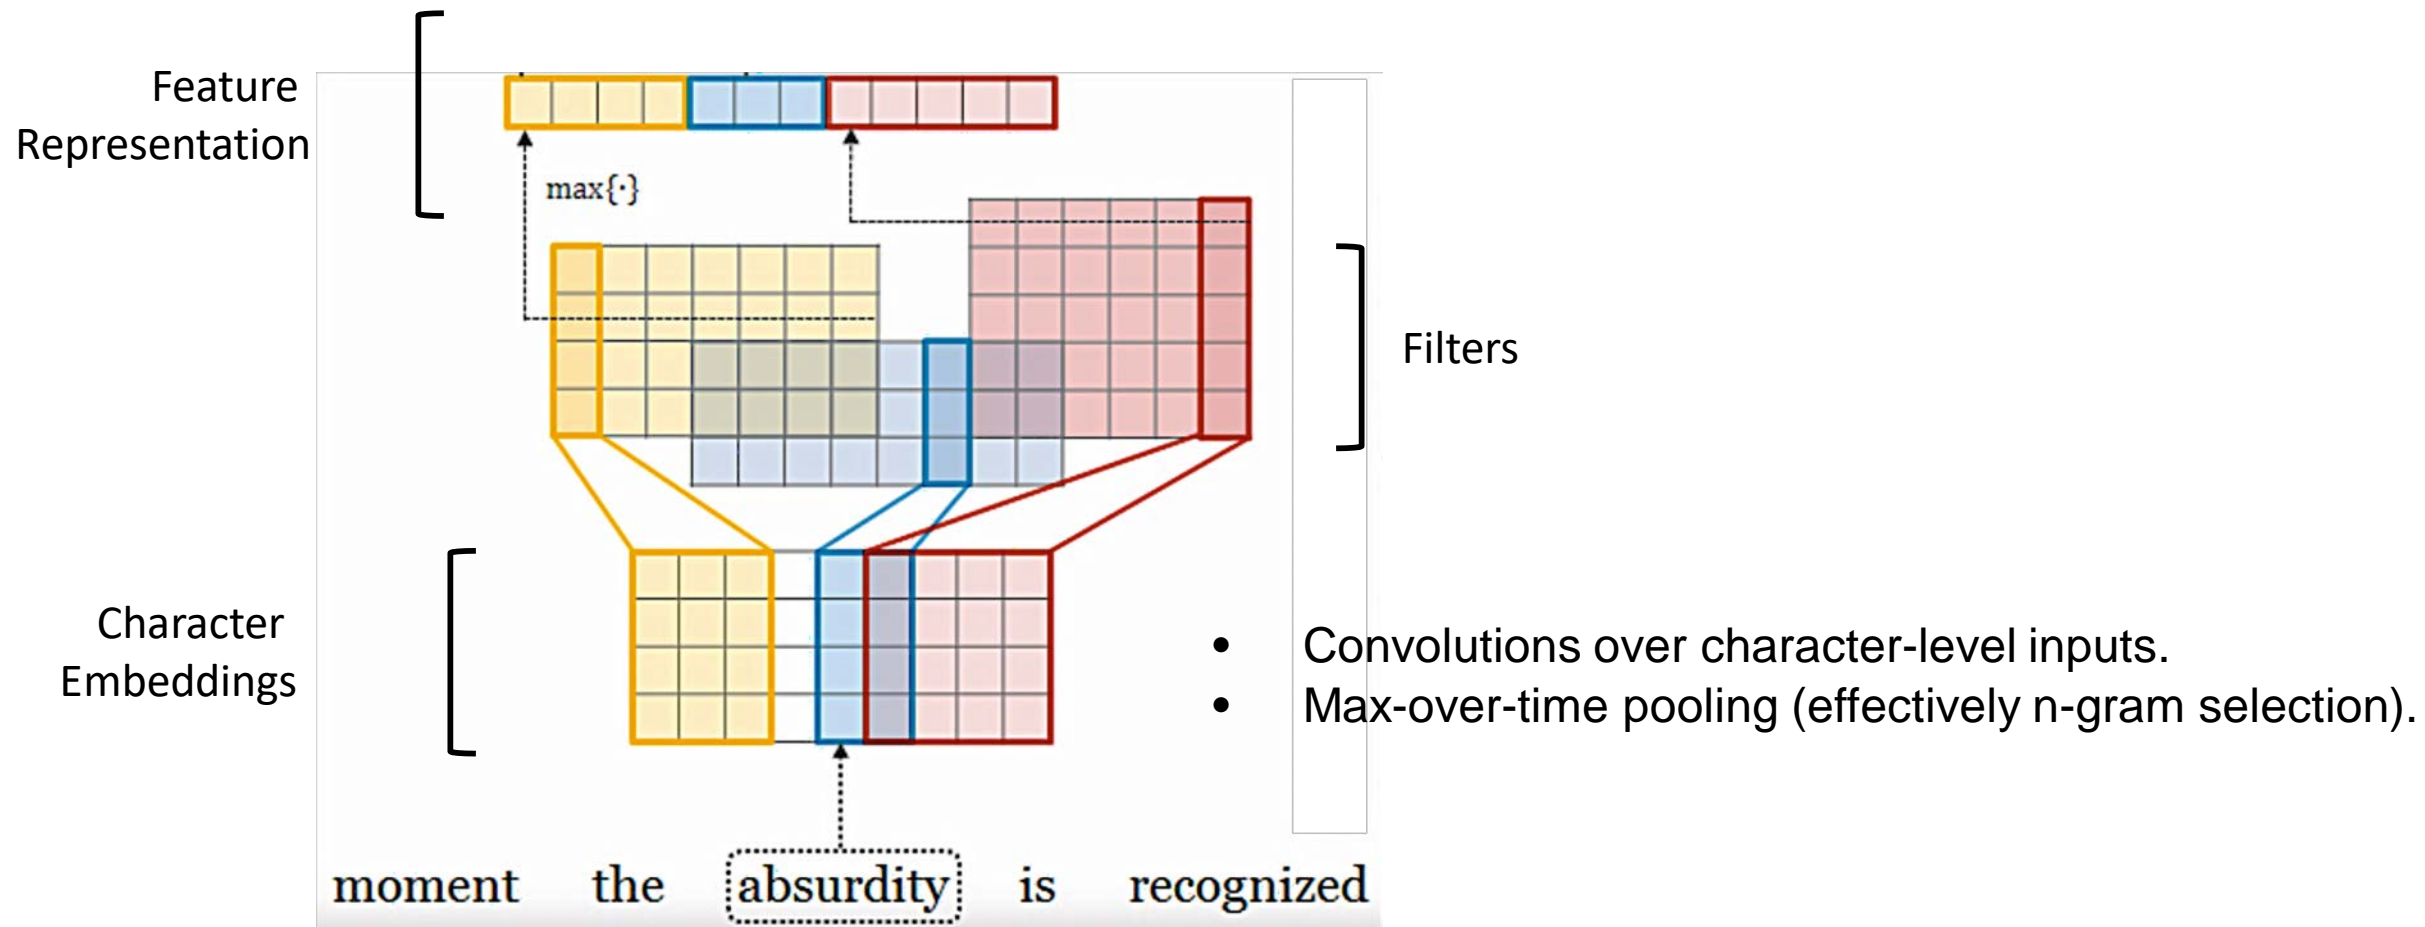 Feature
Representation
max{·}
Filters
Character
Embeddings
• Convolutions over character-level inputs.
• Max-over-time pooling (effectively n-gram selection).
moment the absurdity is recognized